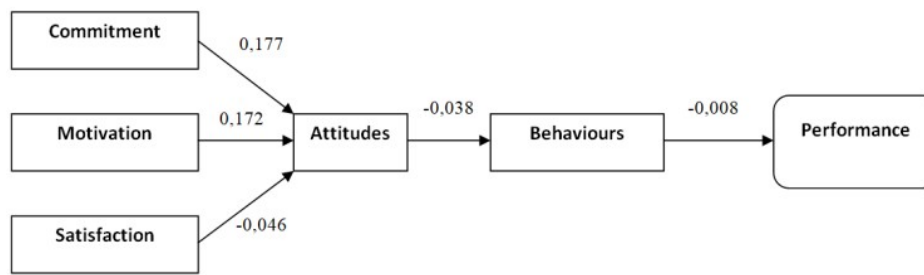 Commitment
0,177
Motivation
0,172
Attitudes
-0,038
Behaviours
-0,008
Performance
Satisfaction
-0,046